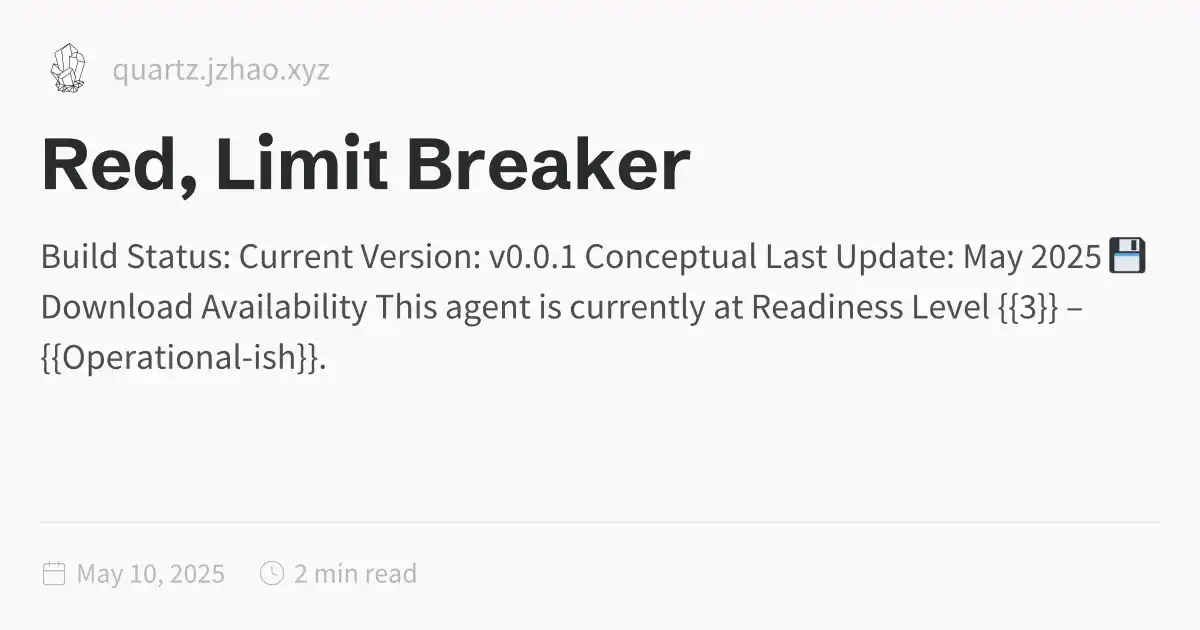 quartz.jzhao.xyz
Red, Limit Breaker
Build Status: Current Version: v0.0.1 Conceptual Last Update: May 2025 💾
Download Availability This agent is currently at Readiness Level {{3}} –
{{Operational-ish}}.
May 10, 2025 2 min read